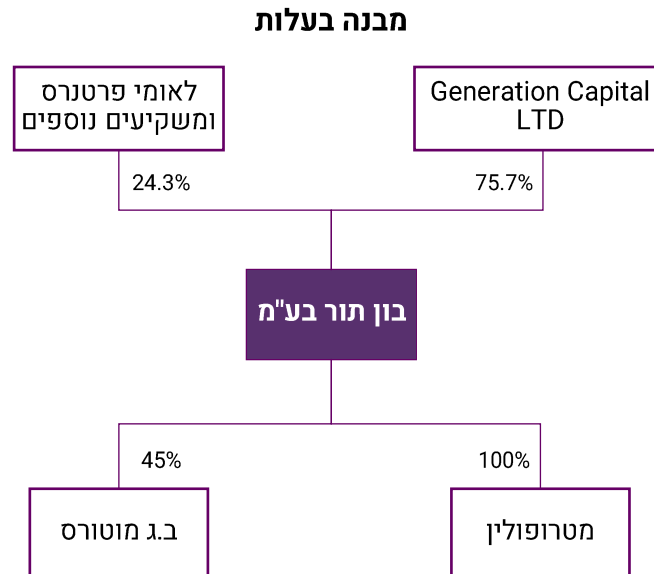 מבנה בעלות
Generation Capital
LTD
לאומי פרטנרס
ומשקיעים נוספים
75.7%
24.3%
בון תור בע"מ
100%
45%
מטרופולין
ב.ג מוטורס